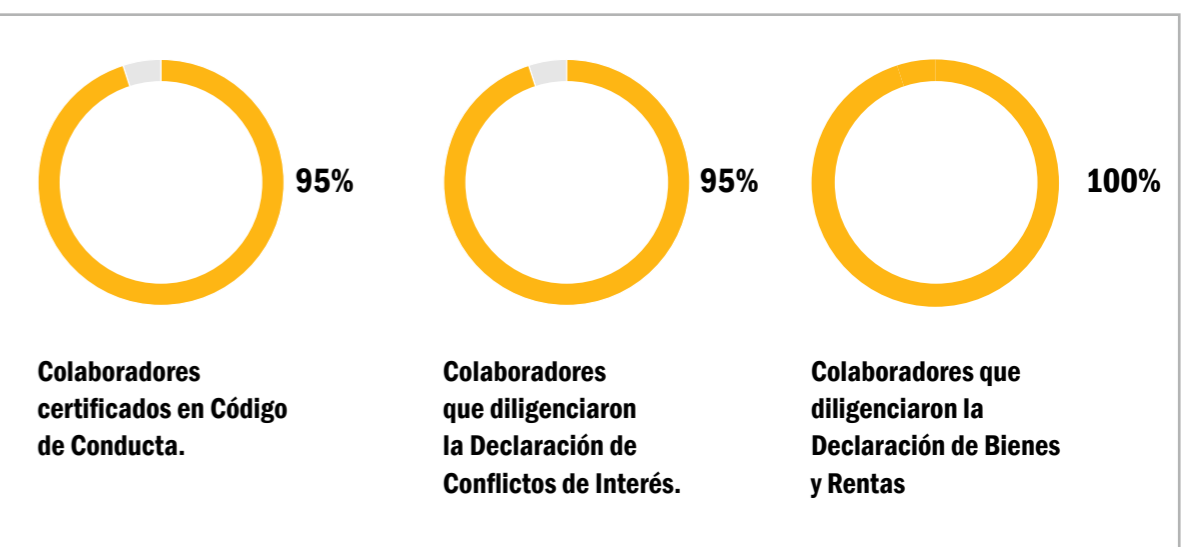 95%
95%
100%
Colaboradores
certificados en Código
de Conducta.
Colaboradores
que diligenciaron
la Declaración de
Conflictos de Interés.
Colaboradores que
diligenciaron la
Declaración de Bienes
y Rentas